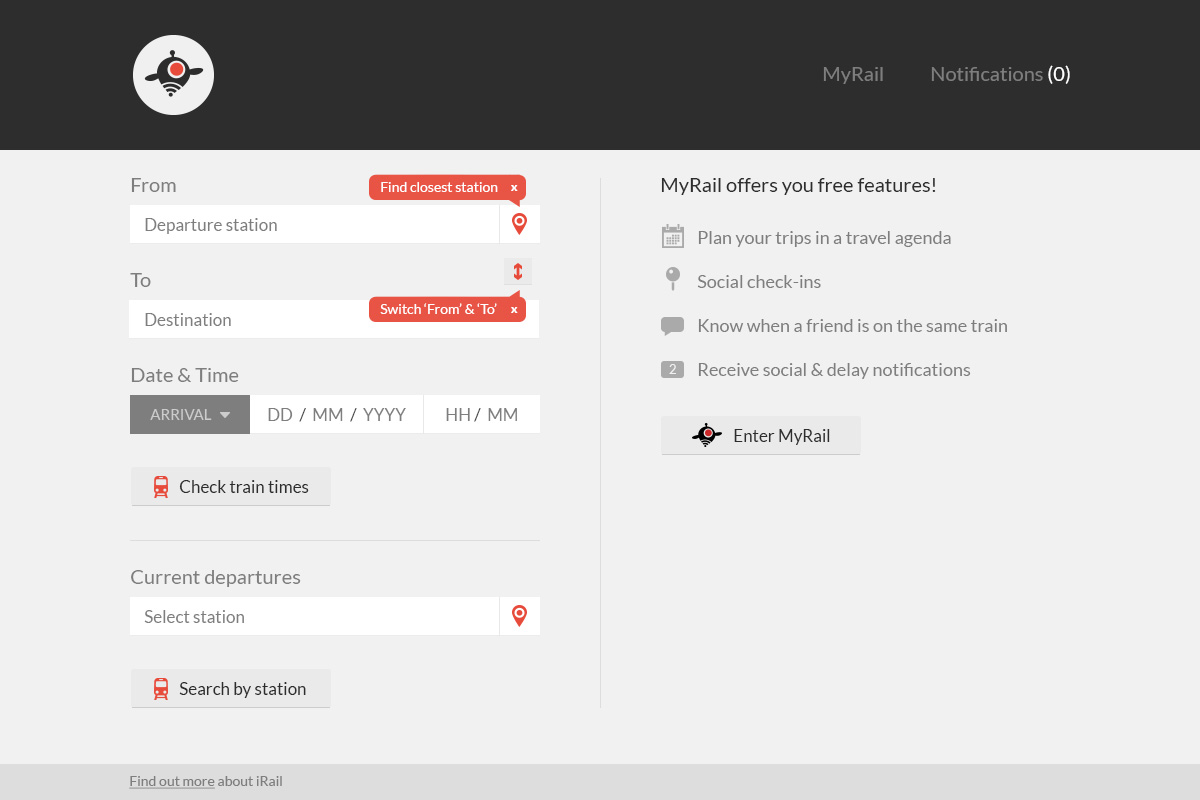 MyRail
Notifications (0)
From
Find closest station x
Departure station
To
Switch ‘From’ & ‘To’ x
Destination
Date & Time
ARRIVAL DD / MM / YYYY HH / MM
Check train times
Current departures
Select station
Search by station
MyRail offers you free features!
Plan your trips in a travel agenda
Social check-ins
Know when a friend is on the same train
2 Receive social & delay notifications
Enter MyRail
Find out more about iRail